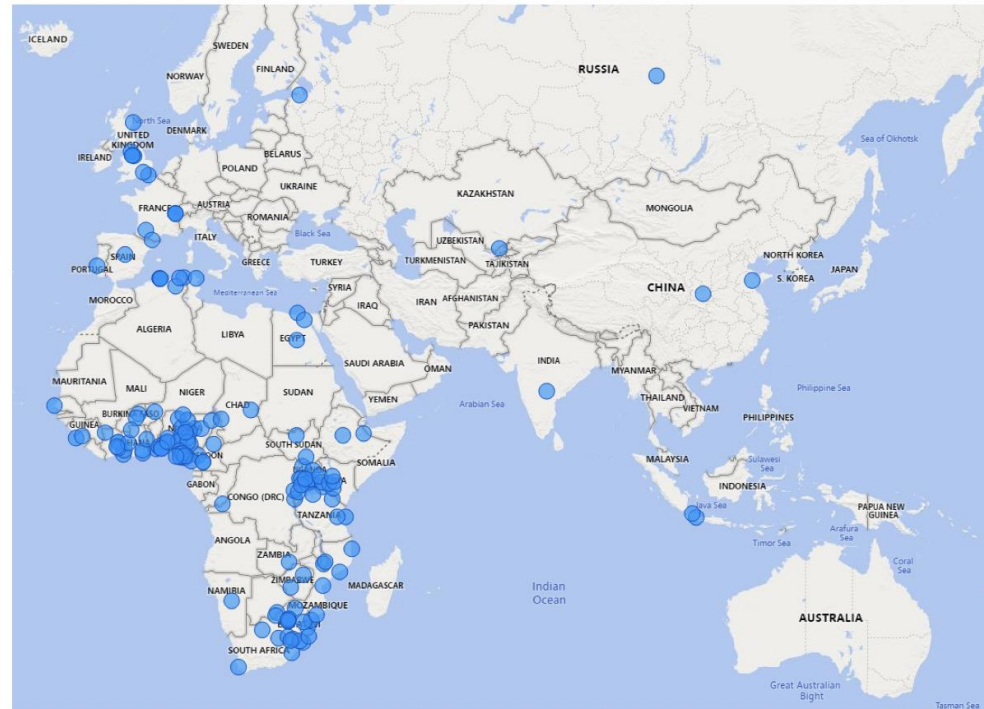 ICELAND
SWEDEN
FINLAND
NORWAY
RUSSIA
North Sea
UNITED
KINGDOM
DENMARK
Sea of Okhotsk
IRELAND
BELARUS
POLAND
UKRAINE
KAZAKHSTAN
FRANCE
AUSTRIA
MONGOLIA
ROMANIA
Black Sea
ITALY
UZBEKISTAN
SPAIN
GREECE
TURKEY
TURKMENISTAN
TAJIKISTAN
NORTH KOREA
PORTUGAL
JAPAN
S. KOREA
SYRIA
CHINA
Mediterranean Sea
MOROCCO
IRAQ
IRAN
AFGHANISTAN
ALGERIA
LIBYA
EGYPT
PAKISTAN
SAUDI ARABIA
INDIA
OMAN
MYANMAR
MAURITANIA
MALI
NIGER
SUDAN
YEMEN
Arabian Sea
THAILAND
VIETNAM
Philippine Sea
CHAD
BURKINA FASO
PHILIPPINES
GUINEA
SOUTH SUDAN
SOMALIA
MALAYSIA
Sulawesi
Sea
GABON
CONGO (DRC)
INDONESIA
Java Sea
PAPUA NEW
GUINEA
TANZANIA
Arafura
Sea
Timor Sea
ANGOLA
ZAMBIA
Coral
Sea
ZIMBABWE
MADAGASCAR
NAMIBIA
Indian
Ocean
MOZAMBIQUE
AUSTRALIA
SOUTH AFRICA
Great Australian
Bight
Tasman Sea